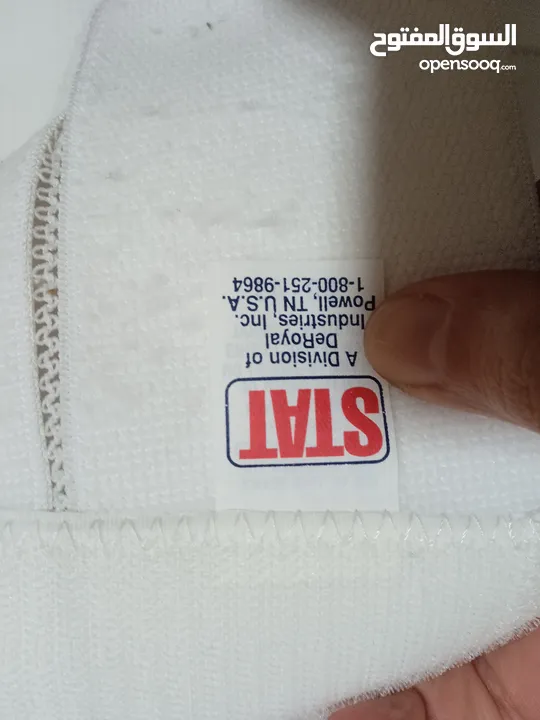 السوق المفتوح
opensooq.com
STAT
A Division of
DeRoyal
Industries, Inc.
Powell, TN U.S.A.
1-800-251-9864